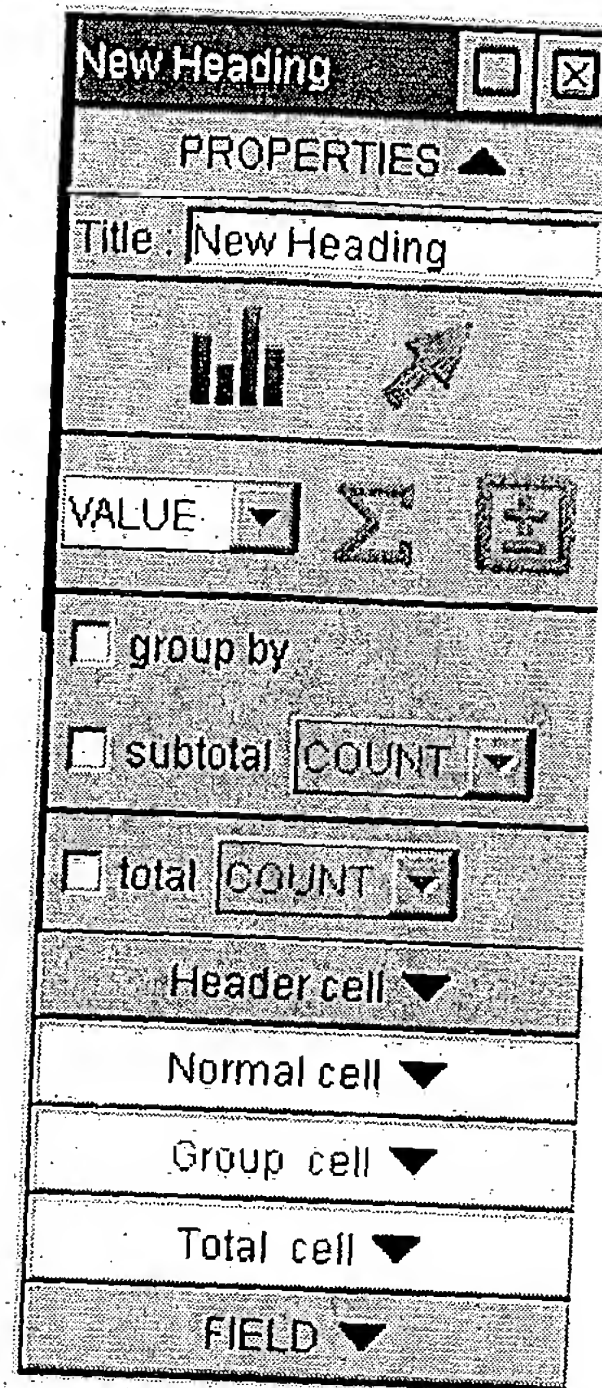 New Heading
PROPERTIES
Title : New Heading
VALUE
group by
subtotal COUNT
total COUNT
Header cell
Normal cell
Group cell
Total cell
FIELD